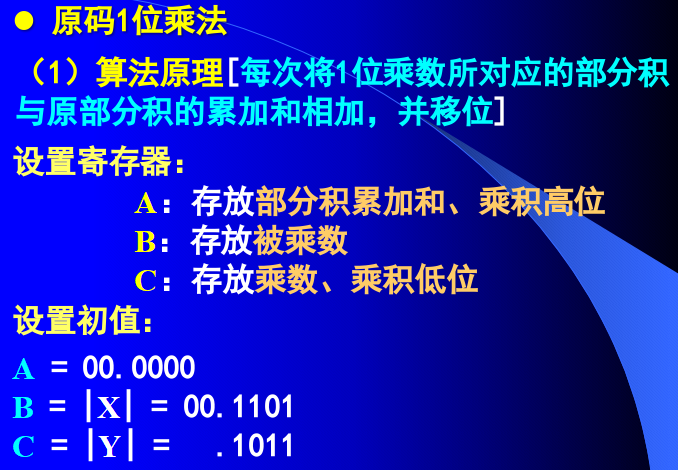 ● 原码1位乘法
（1）算法原理[每次将1位乘数所对应的部分积
与原部分积的累加和相加，并移位]
设置寄存器：
A：存放部分积累加和、乘积高位
B：存放被乘数
C：存放乘数、乘积低位
设置初值：
A = 00.0000
B = |X| = 00.1101
C = |Y| = .1011